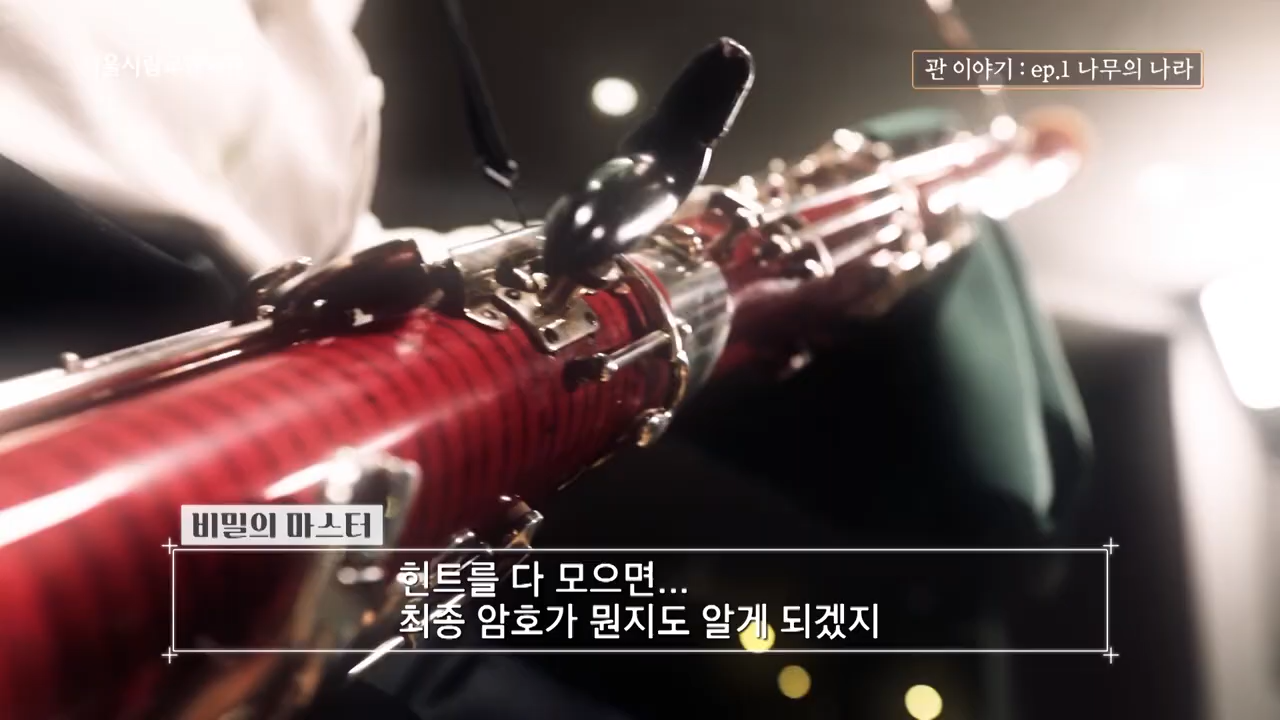 관 이야기 : ep.1 나무의 나라
비밀의 마스터
힌트를 다 모으면...
최종 암호가 뭔지도 알게 되겠지